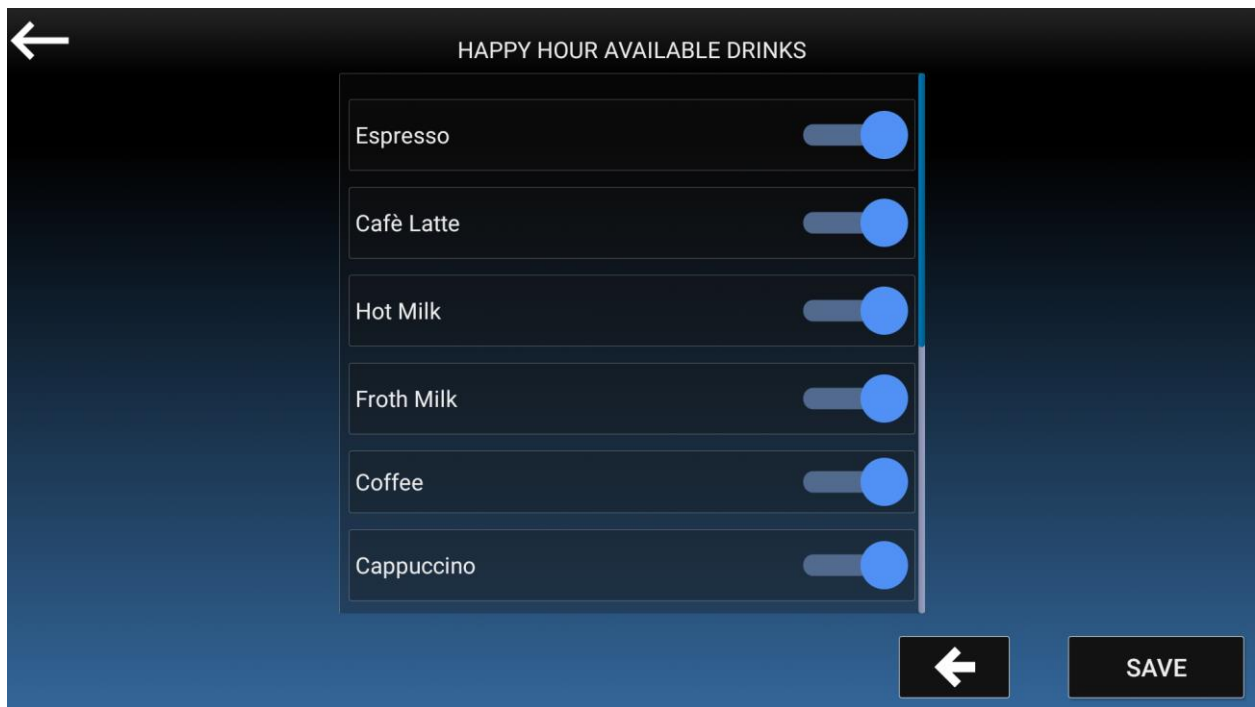 HAPPY HOUR AVAILABLE DRINKS
Espresso
Cafè Latte
Hot Milk
Froth Milk
Coffee
Cappuccino
SAVE